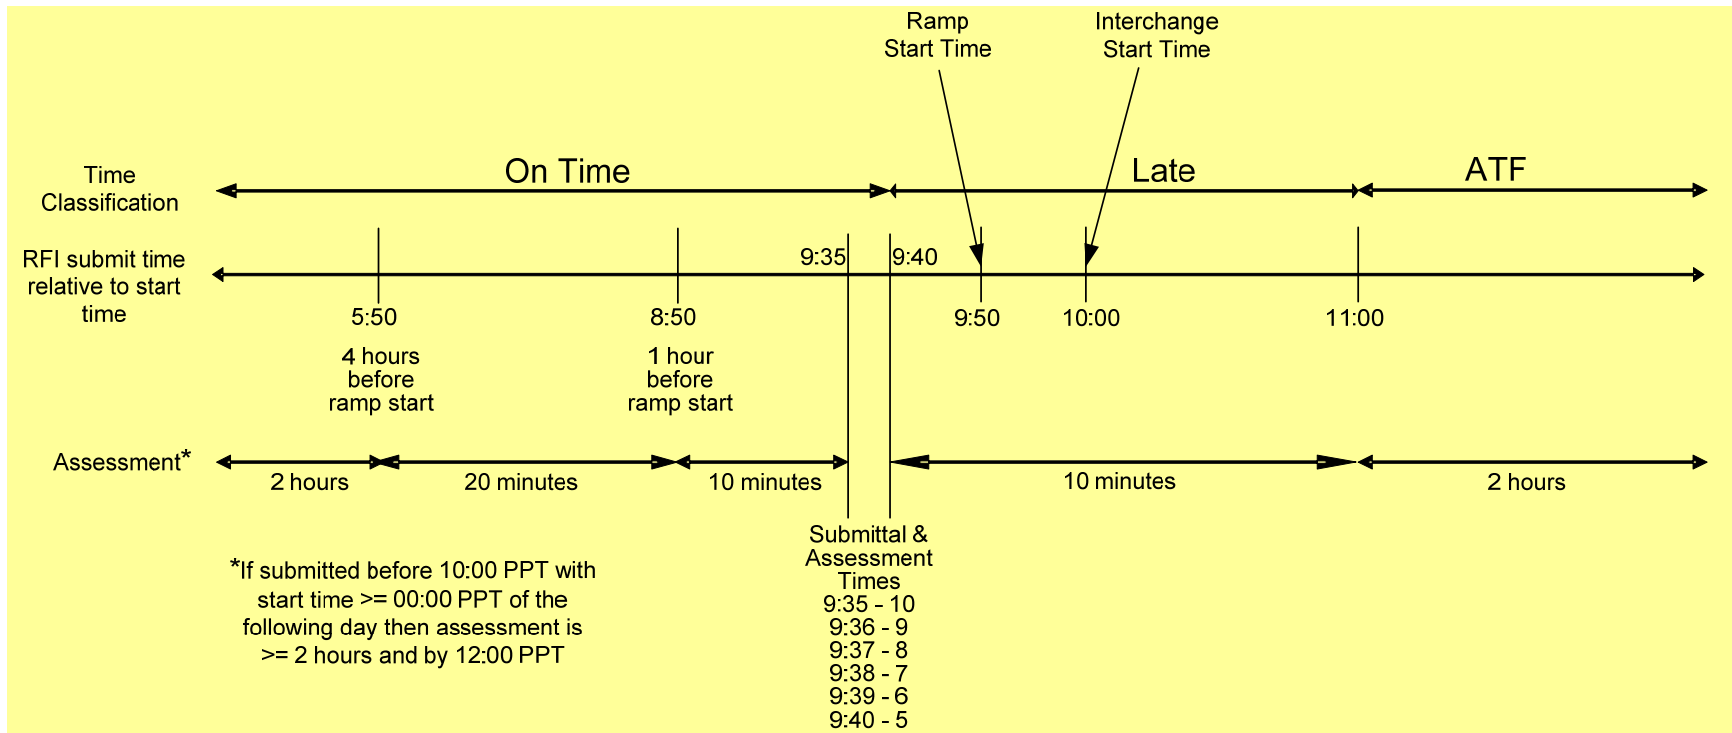 Ramp
Start Time
Interchange
Start Time
Time
Classification
On Time
Late
ATF
RFI submit time
relative to start
time
9:35
9:40
5:50
8:50
9:50
10:00
11:00
4 hours
before
ramp start
1 hour
before
ramp start
Assessment*
2 hours
20 minutes
10 minutes
10 minutes
2 hours
Submittal &
Assessment
Times
9:35 - 10
9:36 - 9
9:37 - 8
9:38 - 7
9:39 - 6
9:40 - 5
*If submitted before 10:00 PPT with
start time >= 00:00 PPT of the
following day then assessment is
>= 2 hours and by 12:00 PPT